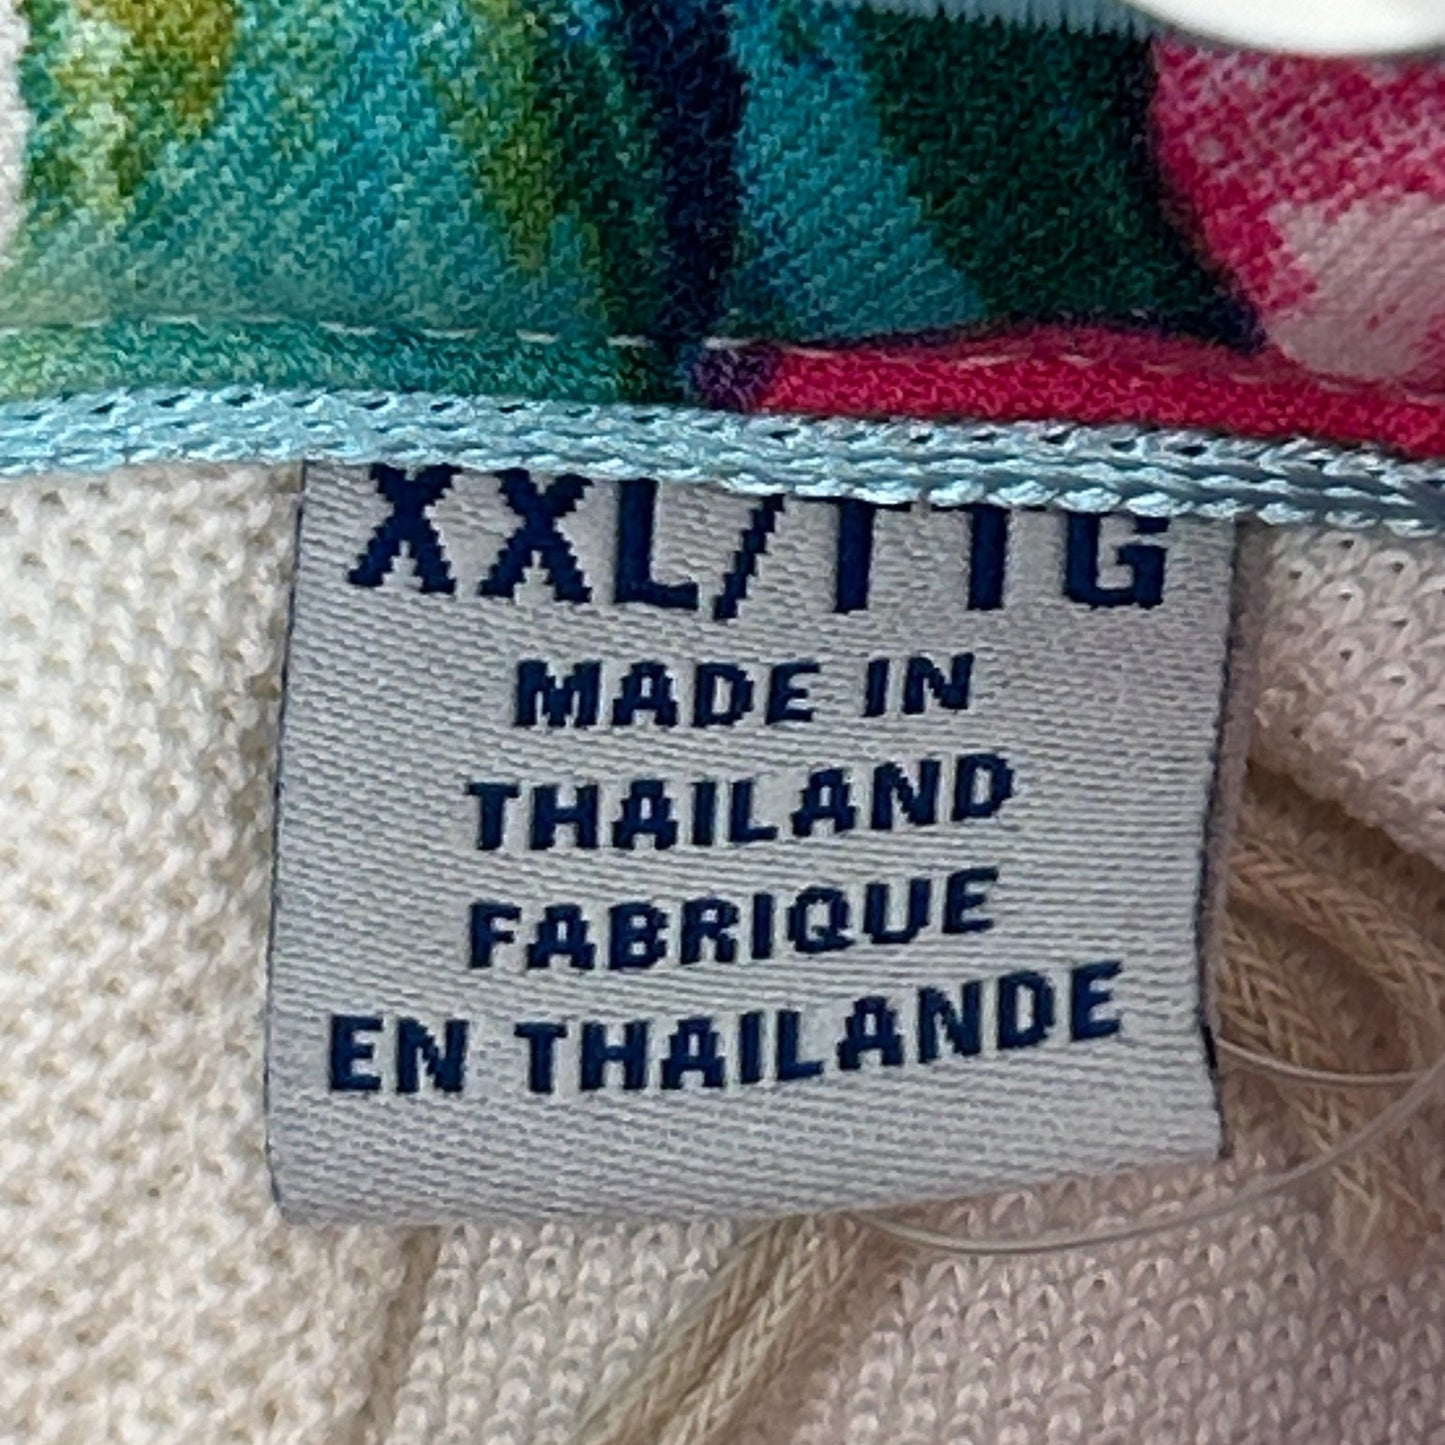 XXL/TTG
MADE IN
THAILAND
FABRIQUE
EN THAILANDE